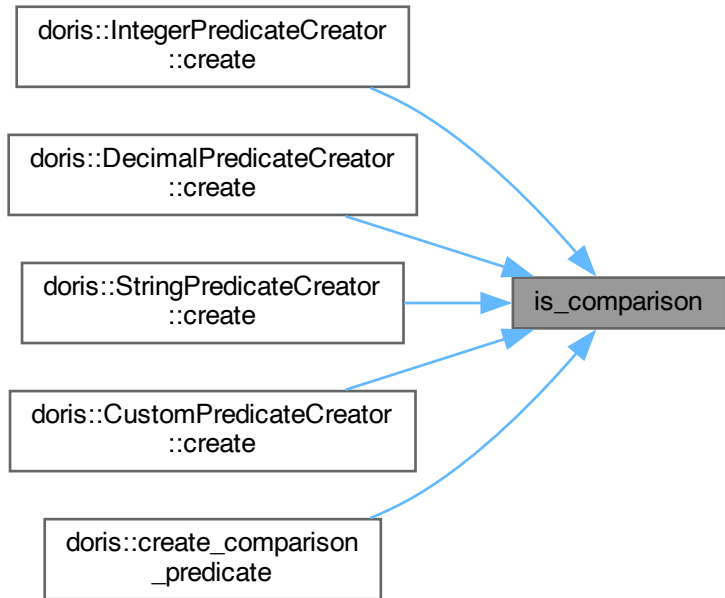 doris::IntegerPredicateCreator
::create
doris::DecimalPredicateCreator
::create
doris::StringPredicateCreator
::create
is_comparison
doris::CustomPredicateCreator
::create
doris::create_comparison
_predicate